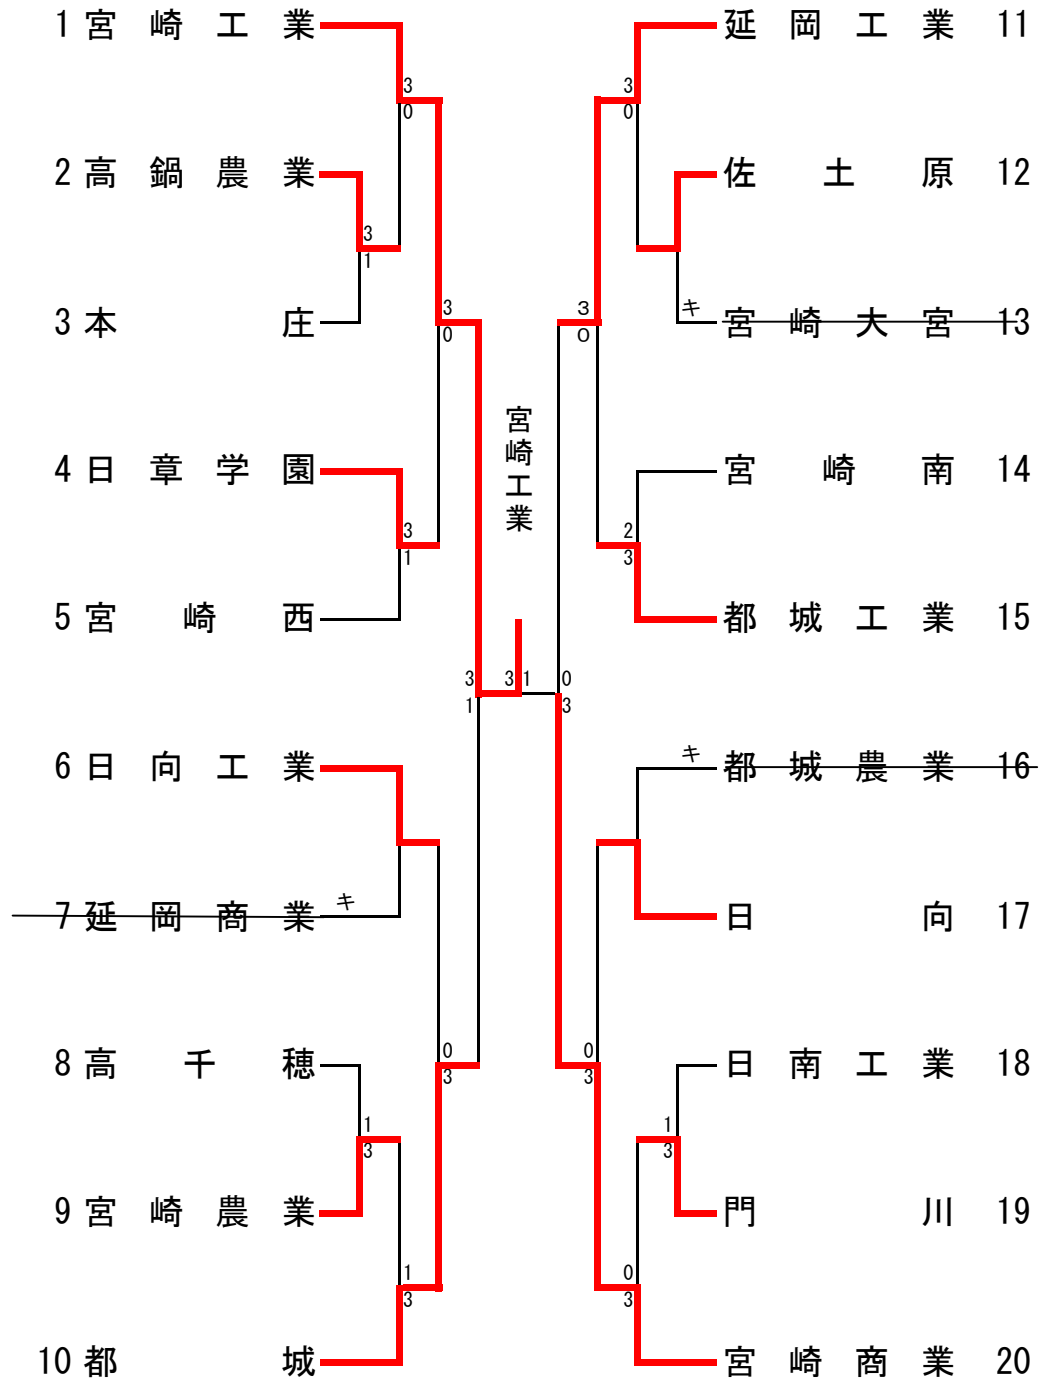 1 宮崎工業
延岡工業 11
3
0
3
0
2 高鍋農業
佐土原 12
3
1
3 本庄
キ
宮崎大宮 13
3
0
3
0
宮崎工業
4 日章学園
宮崎南 14
3
1
2
3
5 宮崎西
都城工業 15
3
1
3 1
0
3
6 日向工業
キ
都城農業 16
7 延岡商業
キ
日向 17
8 高千穂
0
3
0
3
日南工業 18
1
3
1
3
9 宮崎農業
門川 19
1
3
0
3
10 都城
宮崎商業 20